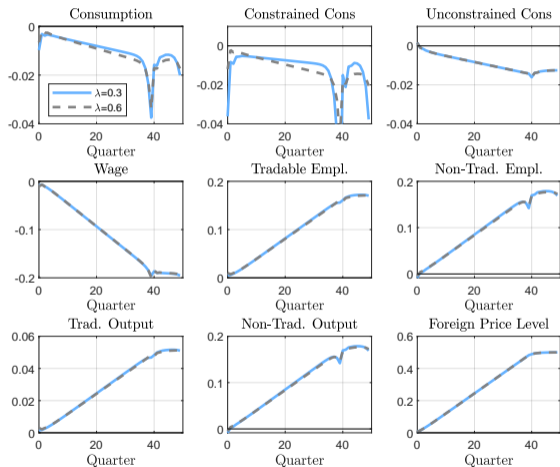 Consumption
Constrained Cons
Unconstrained Cons
0
-0.02
-0.04
λ=0.3
λ=0.6
0 20 40
Quarter
0
-0.02
-0.04
0 20 40
Quarter
0
-0.02
-0.04
0 20 40
Quarter
Wage
Tradable Empl.
Non-Trad. Empl.
0
-0.1
-0.2
0 20 40
Quarter
0.2
0.1
0
0 20 40
Quarter
0.2
0.1
0
0 20 40
Quarter
Trad. Output
Non-Trad. Output
Foreign Price Level
0.06
0.04
0.02
0
0 20 40
Quarter
0.2
0.1
0
0 20 40
Quarter
0.6
0.4
0.2
0
0 20 40
Quarter